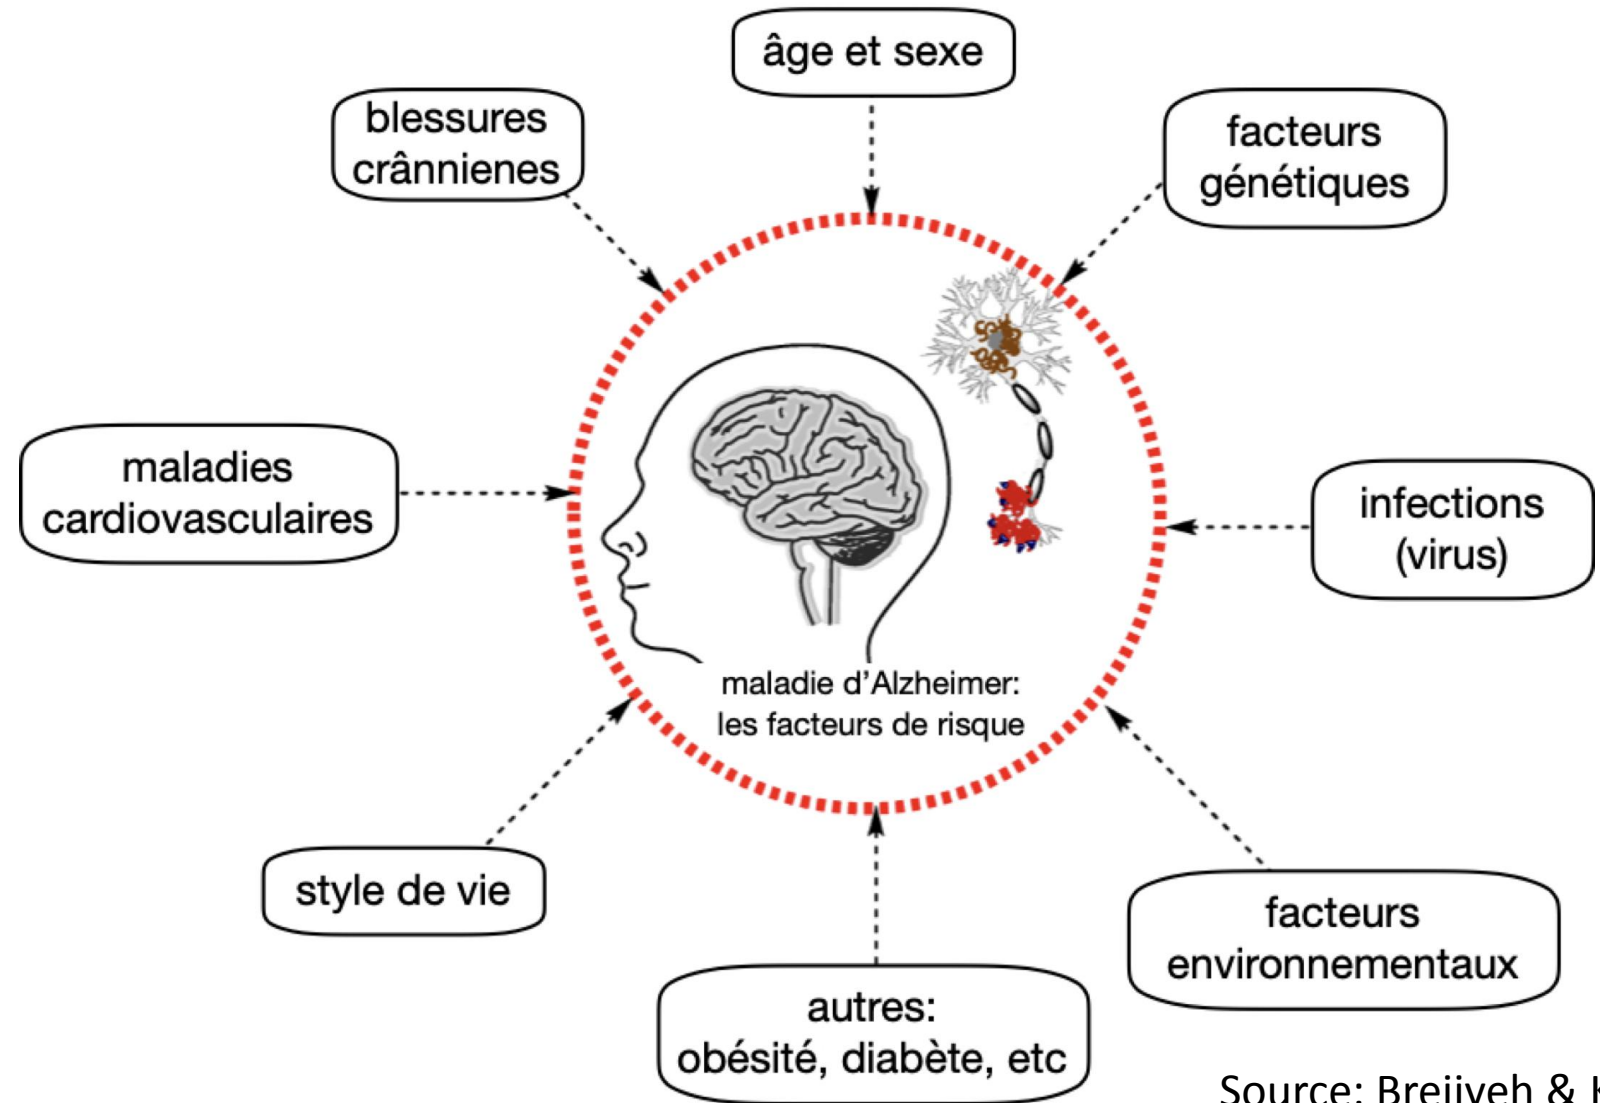 âge et sexe
blessures
crânnienes
facteurs
génétiques
maladies
cardiovasculaires
infections
(virus)
maladie d'Alzheimer:
les facteurs de risque
style de vie
facteurs
environnementaux
autres:
obésité, diabète, etc
Source: Breijyeh &